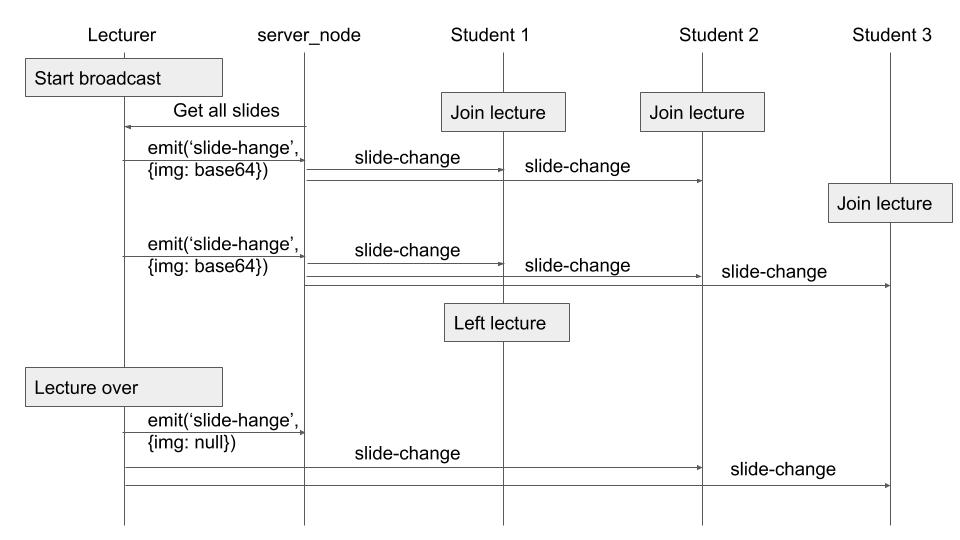 Lecturer
server_node
Student 1
Student 2
Student 3
Start broadcast
Get all slides
Join lecture
Join lecture
emit(‘slide-hange’,
{img: base64})
slide-change
slide-change
Join lecture
emit(‘slide-hange’,
{img: base64})
slide-change
slide-change
slide-change
Left lecture
Lecture over
emit(‘slide-hange’,
{img: null})
slide-change
slide-change